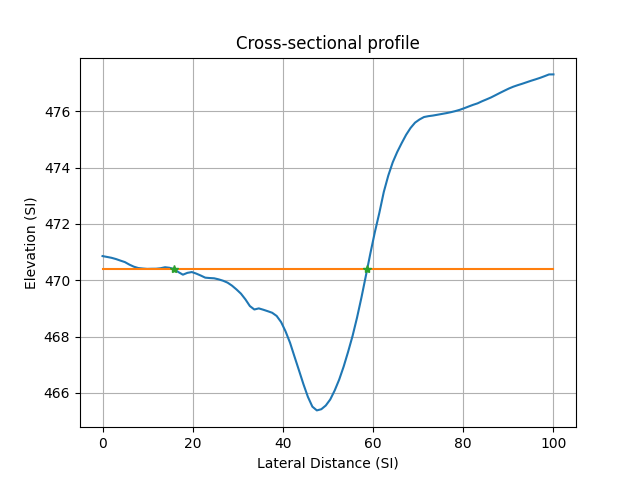 Cross-sectional profile
476
474
472
470
468
466
Elevation (SI)
0 20 40 60 80 100
Lateral Distance (SI)